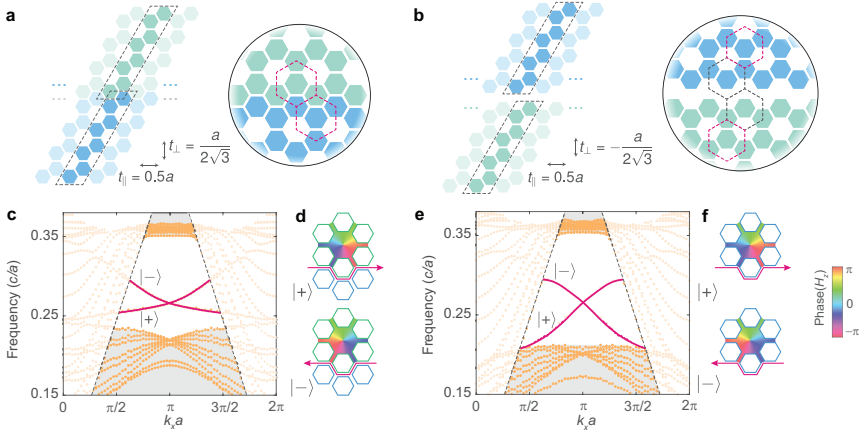 a
t⊥ = a / 2√3
t∥ = 0.5a
b
t⊥ = − a / 2√3
t∥ = 0.5a
c
0.35
0.25
0.15
Frequency (c/a)
|−⟩
|+⟩
0
π/2
π
3π/2
2π
kₓa
d
|+⟩
|−⟩
e
0.35
0.25
0.15
Frequency (c/a)
|−⟩
|+⟩
0
π/2
π
3π/2
2π
kₓa
f
|+⟩
|−⟩
Phase(H_z)
π
0
−π